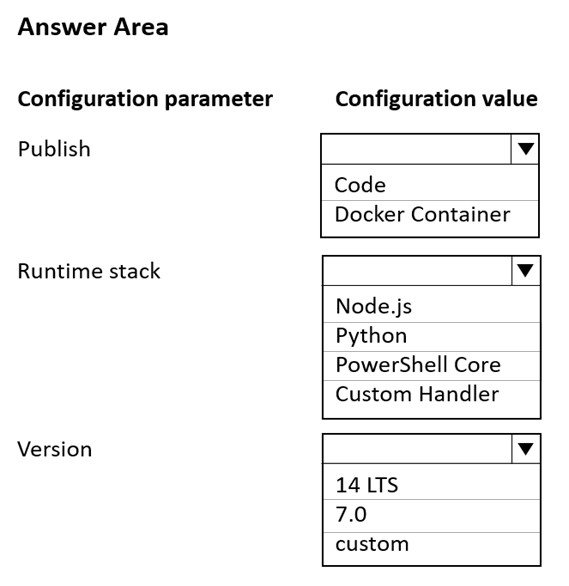 Answer Area
Configuration parameter Configuration value
Publish
Code
Docker Container
Runtime stack
Node.js
Python
PowerShell Core
Custom Handler
Version
14 LTS
7.0
custom